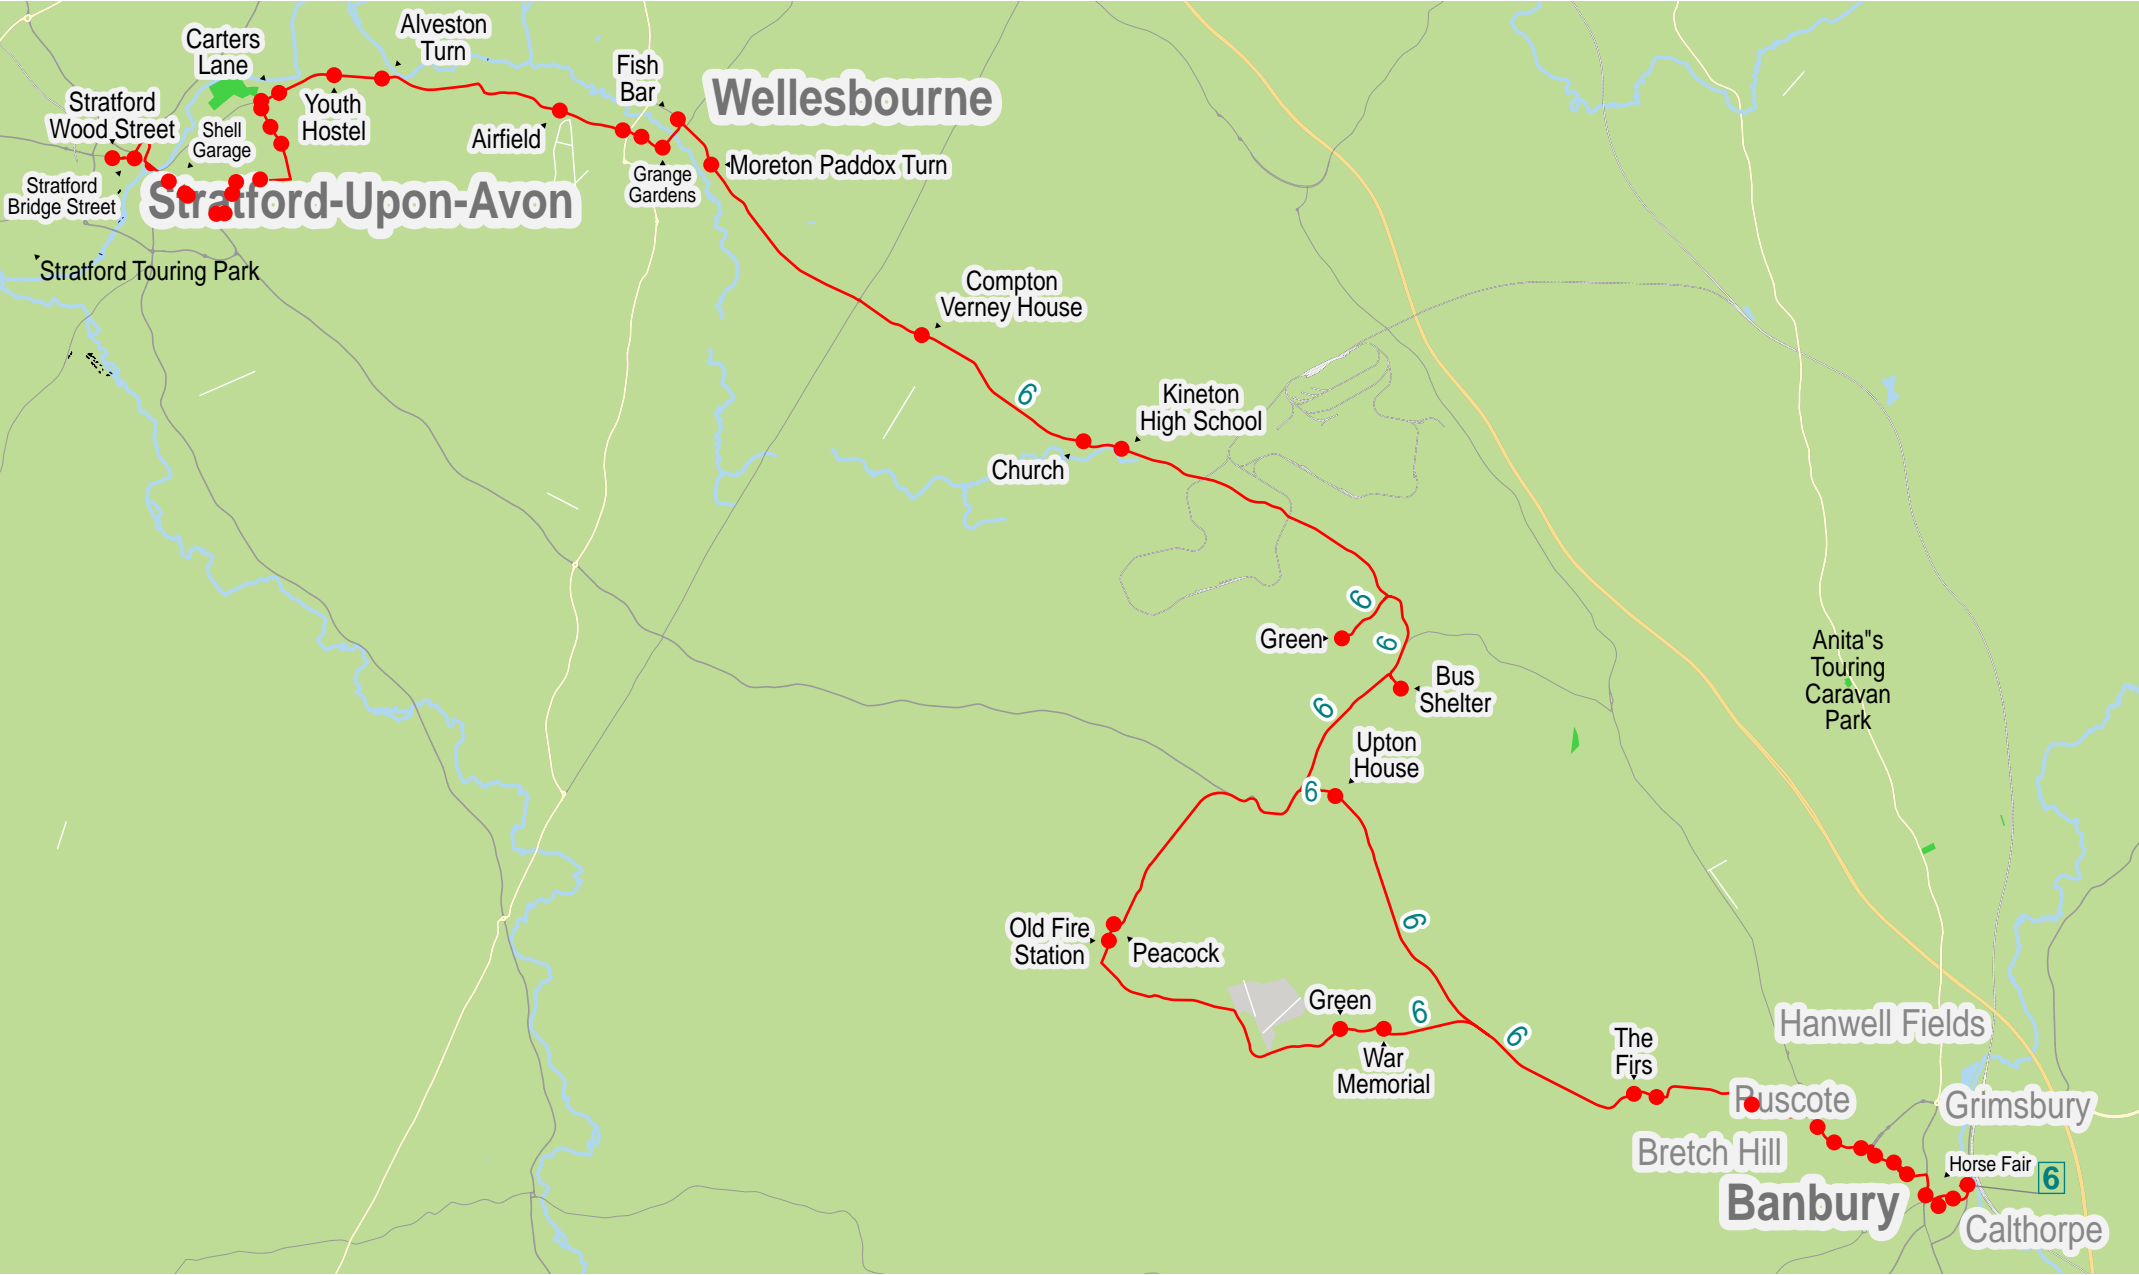 Carters
Lane
Alveston
Turn
Stratford
Wood Street
Shell
Garage
Youth
Hostel
Fish
Bar
Wellesbourne
Airfield
Moreton Paddox Turn
Grange
Gardens
Stratford
Bridge Street
Stratford-Upon-Avon
Stratford Touring Park
Compton
Verney House
6
Kineton
High School
Church
6
Green
6
Bus
Shelter
6
Anita"s
Touring
Caravan
Park
Upton
House
6
Old Fire
Station
Peacock
6
Green
6
War
Memorial
6
The
Firs
Hanwell Fields
Ruscote
Grimsbury
Bretch Hill
Horse Fair
6
Banbury
Calthorpe